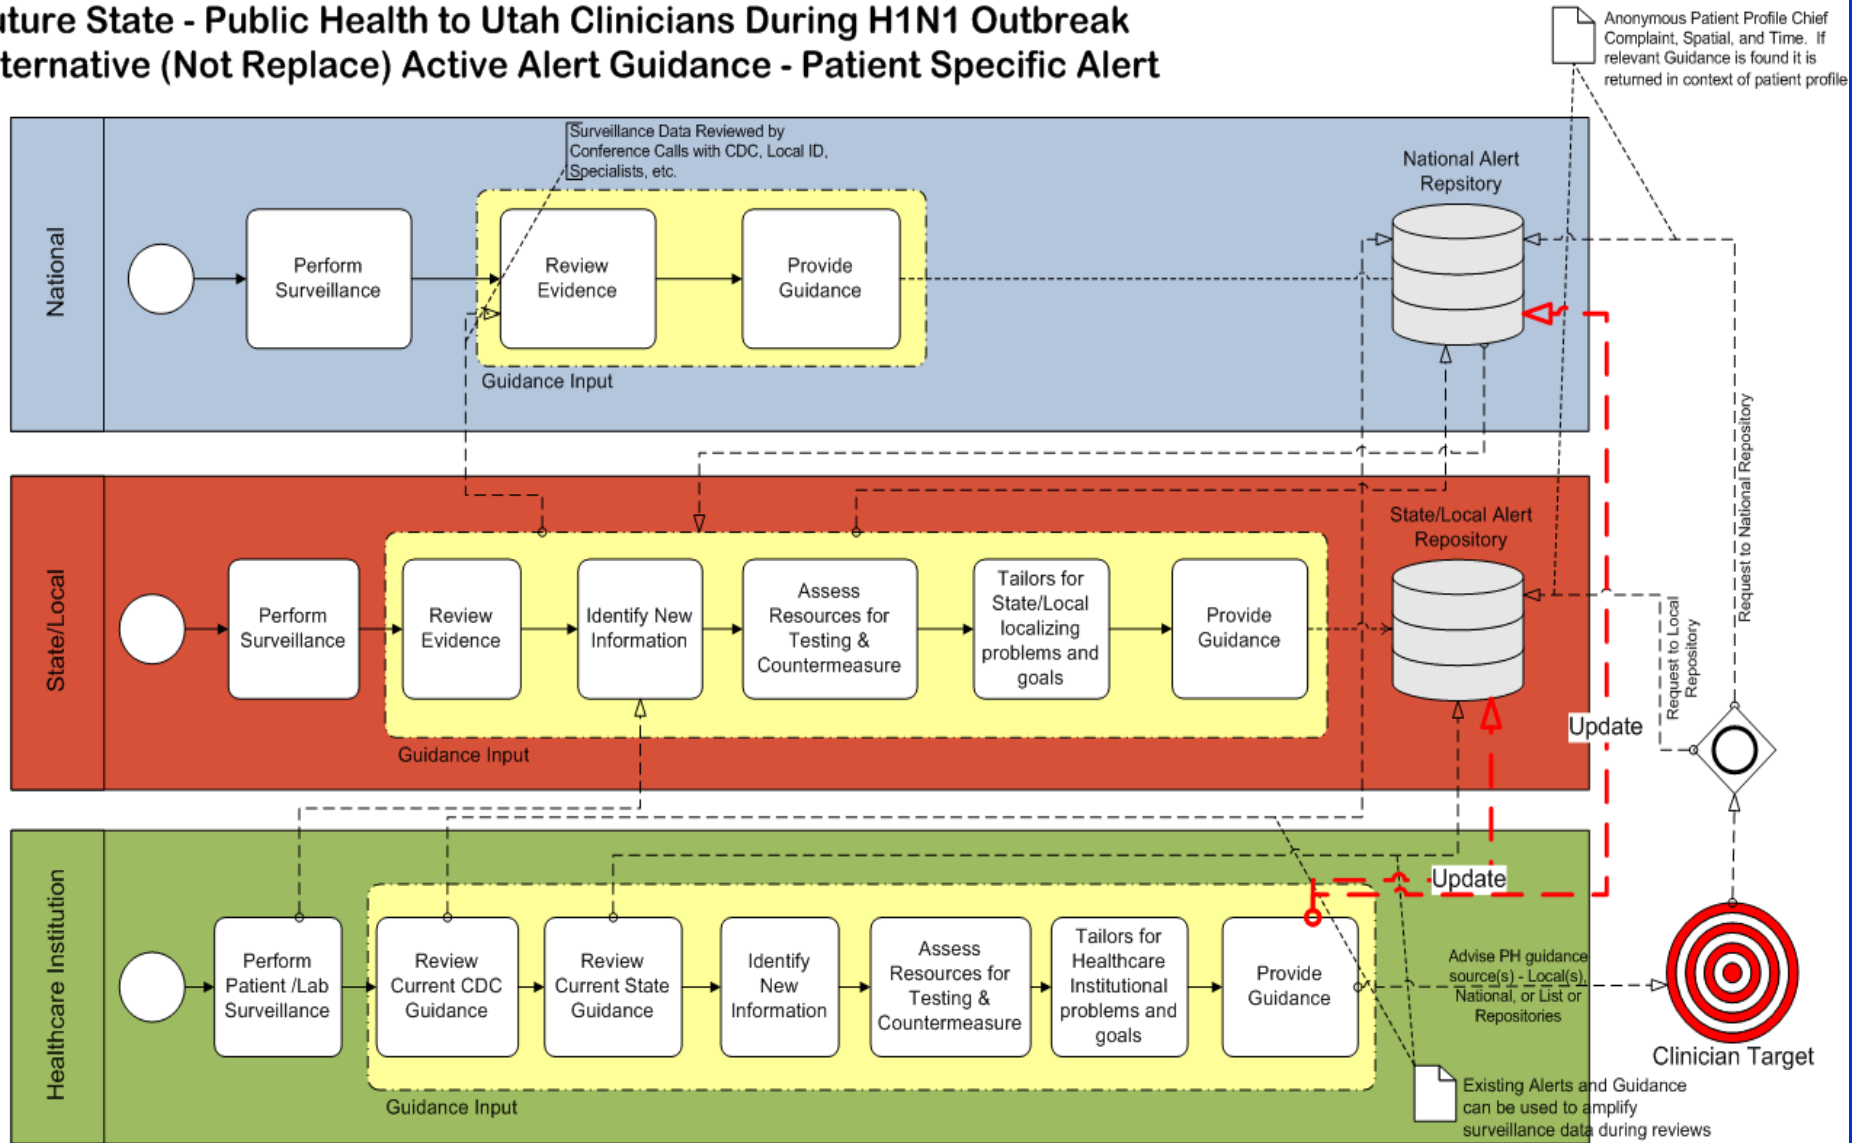 uture State - Public Health to Utah Clinicians During H1N1 Outbreak
ternative (Not Replace) Active Alert Guidance - Patient Specific Alert
Anonymous Patient Profile Chief
Complaint, Spatial, and Time. If
relevant Guidance is found it is
returned in context of patient profile
National
Surveillance Data Reviewed by
Conference Calls with CDC, Local ID,
Specialists, etc.
Perform
Surveillance
Review
Evidence
Provide
Guidance
Guidance Input
National Alert
Repsitory
State/Local
Perform
Surveillance
Review
Evidence
Identify New
Information
Assess
Resources for
Testing &
Countermeasure
Tailors for
State/Local
localizing
problems and
goals
Provide
Guidance
Guidance Input
State/Local Alert
Repository
Request to National Repository
Request to Local
Repository
Update
Update
Healthcare Institution
Perform
Patient /Lab
Surveillance
Review
Current CDC
Guidance
Review
Current State
Guidance
Identify
New
Information
Assess
Resources for
Testing &
Countermeasure
Tailors for
Healthcare
Institutional
problems and
goals
Provide
Guidance
Guidance Input
Advise PH guidance
source(s) - Local(s),
National, or List or
Repositories
Clinician Target
Existing Alerts and Guidance
can be used to amplify
surveillance data during reviews